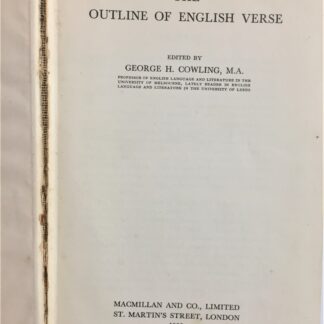 OUTLINE OF ENGLISH VERSE
EDITED BY
GEORGE H. COWLING, M.A.
PROFESSOR OF ENGLISH LANGUAGE AND LITERATURE IN THE
UNIVERSITY OF MELBOURNE, LATELY READER IN ENGLISH
LANGUAGE AND LITERATURE IN THE UNIVERSITY OF LEEDS
MACMILLAN AND CO., LIMITED
ST. MARTIN'S STREET, LONDON